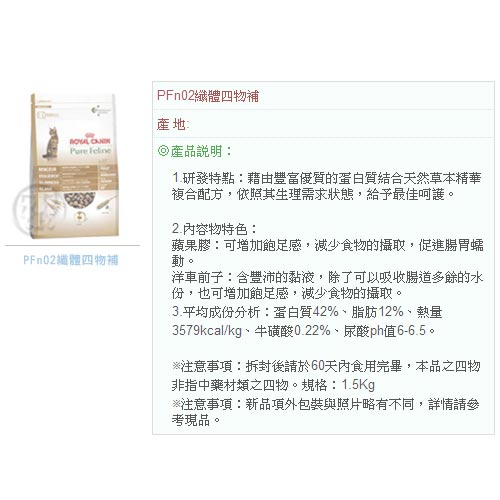 ROYAL CANIN
Pure Feline
PFn02纖體四物補
PFn02纖體四物補
產 地:
◎產品說明：
1.研發特點：藉由豐富優質的蛋白質結合天然草本精華
複合配方，依照其生理需求狀態，給予最佳呵護。
2.內容物特色：
蘋果膠：可增加飽足感，減少食物的攝取，促進腸胃蠕
動。
洋車前子：含豐沛的黏液，除了可以吸收腸道多餘的水
份，也可增加飽足感，減少食物的攝取。
3.平均成份分析：蛋白質42%、脂肪12%、熱量
3579kcal/kg、牛磺酸0.22%、尿酸ph值6-6.5。
※注意事項：拆封後請於60天內食用完畢，本品之四物
非指中藥材類之四物。規格：1.5Kg
※注意事項：新品項外包裝與照片略有不同，詳情請參
考現品。